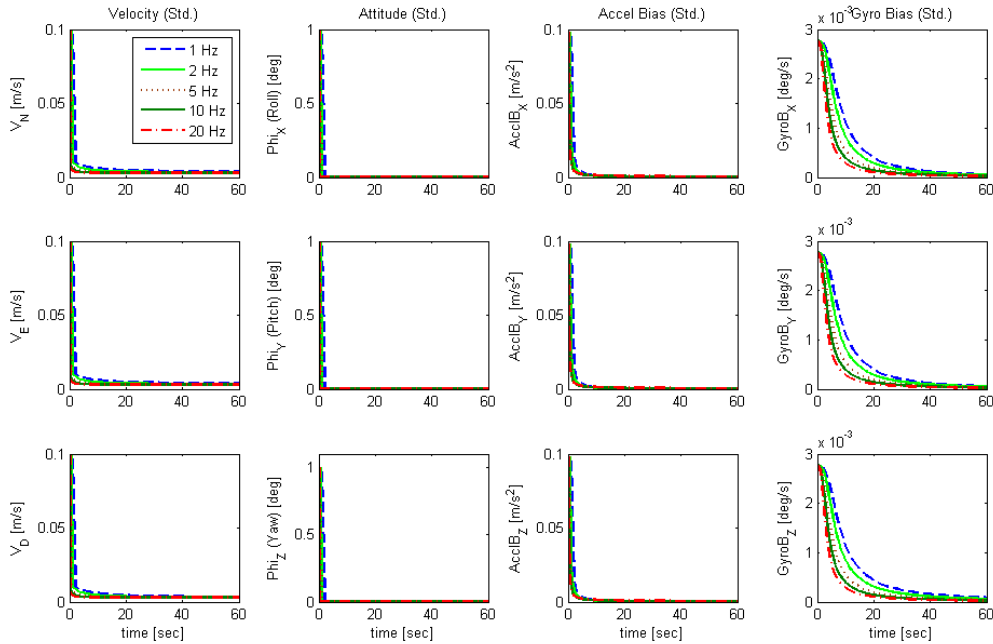 Velocity (Std.)
Attitude (Std.)
Accel Bias (Std.)
x 10⁻³
Gyro Bias (Std.)
V_N [m/s]
0.1
0.05
0
0 20 40 60
1 Hz
2 Hz
5 Hz
10 Hz
20 Hz
Phi_X (Roll) [deg]
1
0.5
0
0 20 40 60
AcclB_X [m/s²]
0.1
0.05
0
0 20 40 60
GyroB_X [deg/s]
3
2
1
0
0 20 40 60
V_E [m/s]
0.1
0.05
0
0 20 40 60
Phi_Y (Pitch) [deg]
1
0.5
0
0 20 40 60
AcclB_Y [m/s²]
0.1
0.05
0
0 20 40 60
x 10⁻³
GyroB_Y [deg/s]
3
2
1
0
0 20 40 60
V_D [m/s]
0.1
0.05
0
0 20 40 60
time [sec]
Phi_Z (Yaw) [deg]
1
0.5
0
0 20 40 60
time [sec]
AcclB_Z [m/s²]
0.1
0.05
0
0 20 40 60
time [sec]
x 10⁻³
GyroB_Z [deg/s]
3
2
1
0
0 20 40 60
time [sec]